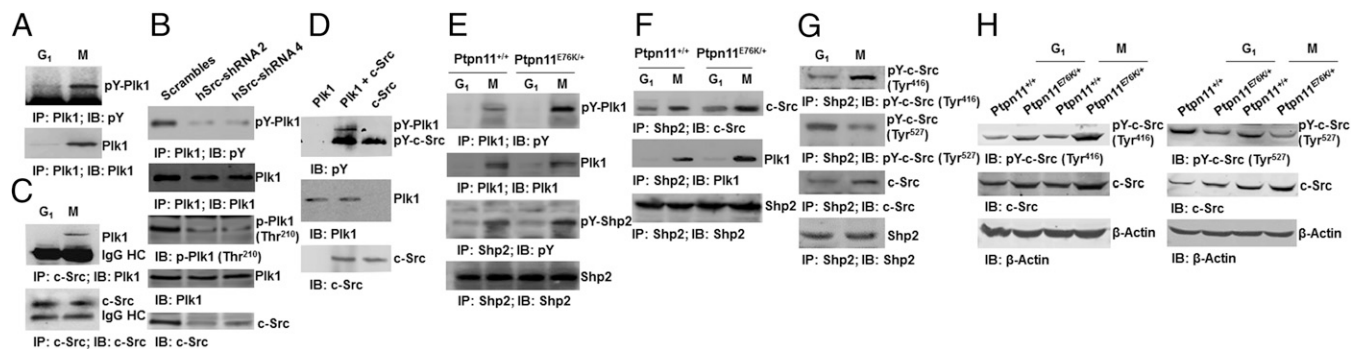 A
G1 M
pY-Plk1
IP: Plk1; IB: pY
Plk1
IP: Plk1; IB: Plk1
B
Scrambles hSrc-shRNA2 hSrc-shRNA4
pY-Plk1
IP: Plk1; IB: pY
Plk1
IP: Plk1; IB: Plk1
p-Plk1
(Thr210)
IB: p-Plk1 (Thr210)
Plk1
IB: Plk1
c-Src
IB: c-Src
C
G1 M
Plk1
IgG HC
IP: c-Src; IB: Plk1
c-Src
IgG HC
IP: c-Src; IB: c-Src
D
Plk1 Plk1 + c-Src c-Src
pY-Plk1
pY-c-Src
IB: pY
Plk1
IB: Plk1
c-Src
IB: c-Src
E
Ptpn11+/+ Ptpn11E76K/+
G1 M G1 M
pY-Plk1
IP: Plk1; IB: pY
Plk1
IP: Plk1; IB: Plk1
pY-Shp2
IP: Shp2; IB: pY
Shp2
IP: Shp2; IB: Shp2
F
Ptpn11+/+ Ptpn11E76K/+
G1 M G1 M
c-Src
IP: Shp2; IB: c-Src
Plk1
IP: Shp2; IB: Plk1
Shp2
IP: Shp2; IB: Shp2
G
G1 M
pY-c-Src
(Tyr416)
IP: Shp2; IB: pY-c-Src (Tyr416)
pY-c-Src
(Tyr527)
IP: Shp2; IB: pY-c-Src (Tyr527)
c-Src
IP: Shp2; IB: c-Src
Shp2
IP: Shp2; IB: Shp2
H
G1 M
Ptpn11+/+ Ptpn11E76K/+ Ptpn11+/+ Ptpn11E76K/+
pY-c-Src
(Tyr416)
IB: pY-c-Src (Tyr416)
c-Src
IB: c-Src
β-Actin
IB: β-Actin
G1 M
Ptpn11+/+ Ptpn11E76K/+ Ptpn11+/+ Ptpn11E76K/+
pY-c-Src
(Tyr527)
IB: pY-c-Src (Tyr527)
c-Src
IB: c-Src
β-Actin
IB: β-Actin